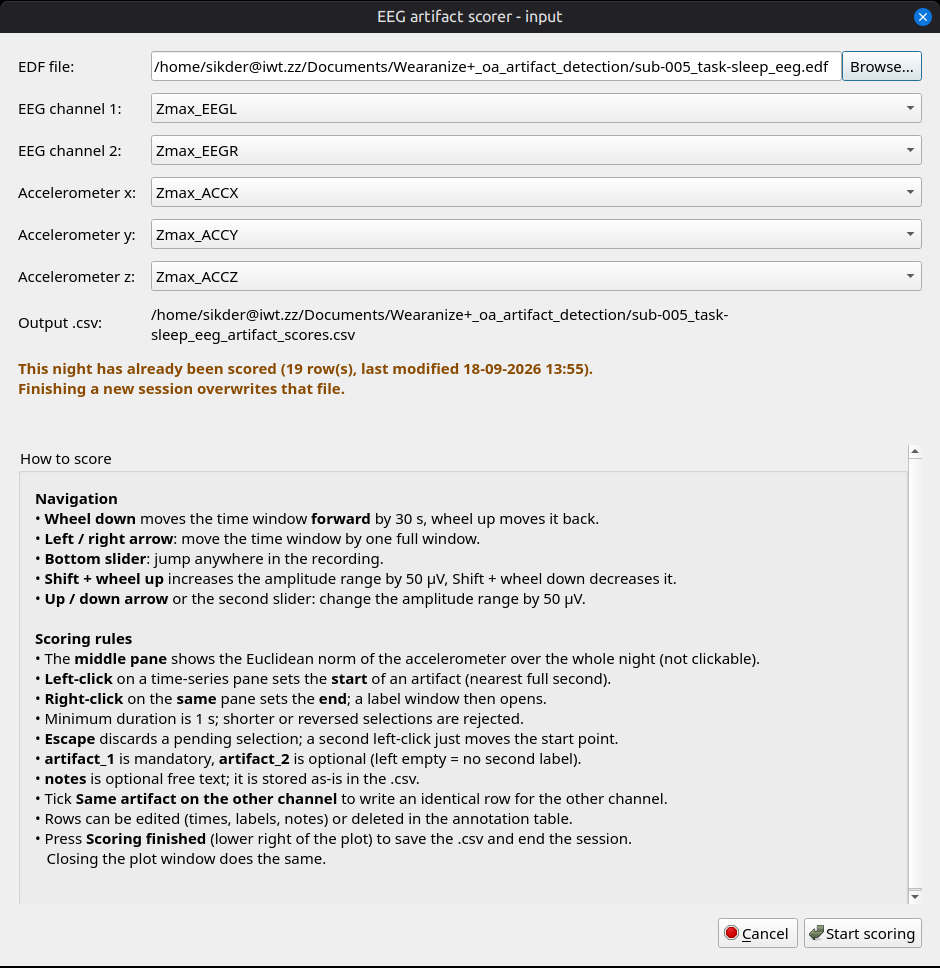 EEG artifact scorer - input
EDF file: /home/sikder@iwt.zz/Documents/Wearanize+_oa_artifact_detection/sub-005_task-sleep_eeg.edf Browse...
EEG channel 1: Zmax_EEGL
EEG channel 2: Zmax_EEGR
Accelerometer x: Zmax_ACCX
Accelerometer y: Zmax_ACCY
Accelerometer z: Zmax_ACCZ
Output .csv: /home/sikder@iwt.zz/Documents/Wearanize+_oa_artifact_detection/sub-005_task-
sleep_eeg_artifact_scores.csv
This night has already been scored (19 row(s), last modified 18-09-2026 13:55).
Finishing a new session overwrites that file.
How to score
Navigation
• Wheel down moves the time window forward by 30 s, wheel up moves it back.
• Left / right arrow: move the time window by one full window.
• Bottom slider: jump anywhere in the recording.
• Shift + wheel up increases the amplitude range by 50 µV, Shift + wheel down decreases it.
• Up / down arrow or the second slider: change the amplitude range by 50 µV.
Scoring rules
• The middle pane shows the Euclidean norm of the accelerometer over the whole night (not clickable).
• Left-click on a time-series pane sets the start of an artifact (nearest full second).
• Right-click on the same pane sets the end; a label window then opens.
• Minimum duration is 1 s; shorter or reversed selections are rejected.
• Escape discards a pending selection; a second left-click just moves the start point.
• artifact_1 is mandatory, artifact_2 is optional (left empty = no second label).
• notes is optional free text; it is stored as-is in the .csv.
• Tick Same artifact on the other channel to write an identical row for the other channel.
• Rows can be edited (times, labels, notes) or deleted in the annotation table.
• Press Scoring finished (lower right of the plot) to save the .csv and end the session.
Closing the plot window does the same.
Cancel Start scoring